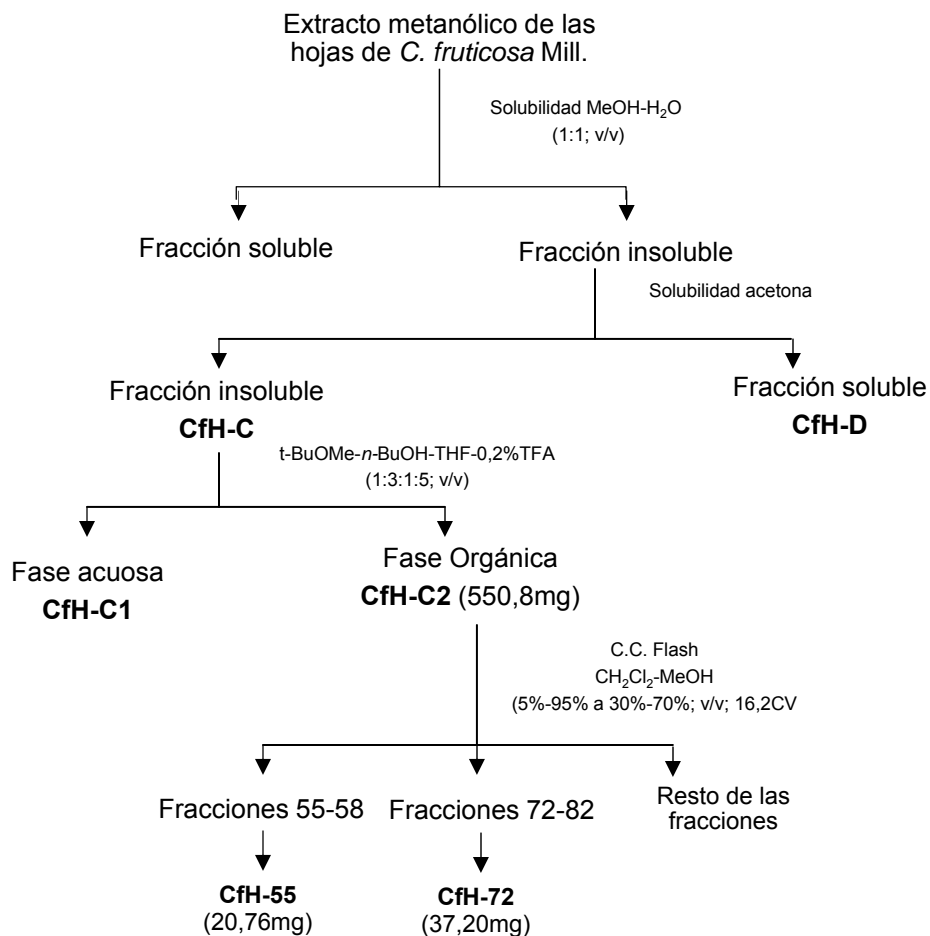 Extracto metanólico de las
hojas de C. fruticosa Mill.
Solubilidad MeOH-H₂O
(1:1; v/v)
Fracción soluble
Fracción insoluble
Solubilidad acetona
Fracción insoluble
CfH-C
Fracción soluble
CfH-D
t-BuOMe-n-BuOH-THF-0,2%TFA
(1:3:1:5; v/v)
Fase acuosa
CfH-C1
Fase Orgánica
CfH-C2 (550,8mg)
C.C. Flash
CH₂Cl₂-MeOH
(5%-95% a 30%-70%; v/v; 16,2CV
Fracciones 55-58
Fracciones 72-82
Resto de las
fracciones
CfH-55
(20,76mg)
CfH-72
(37,20mg)